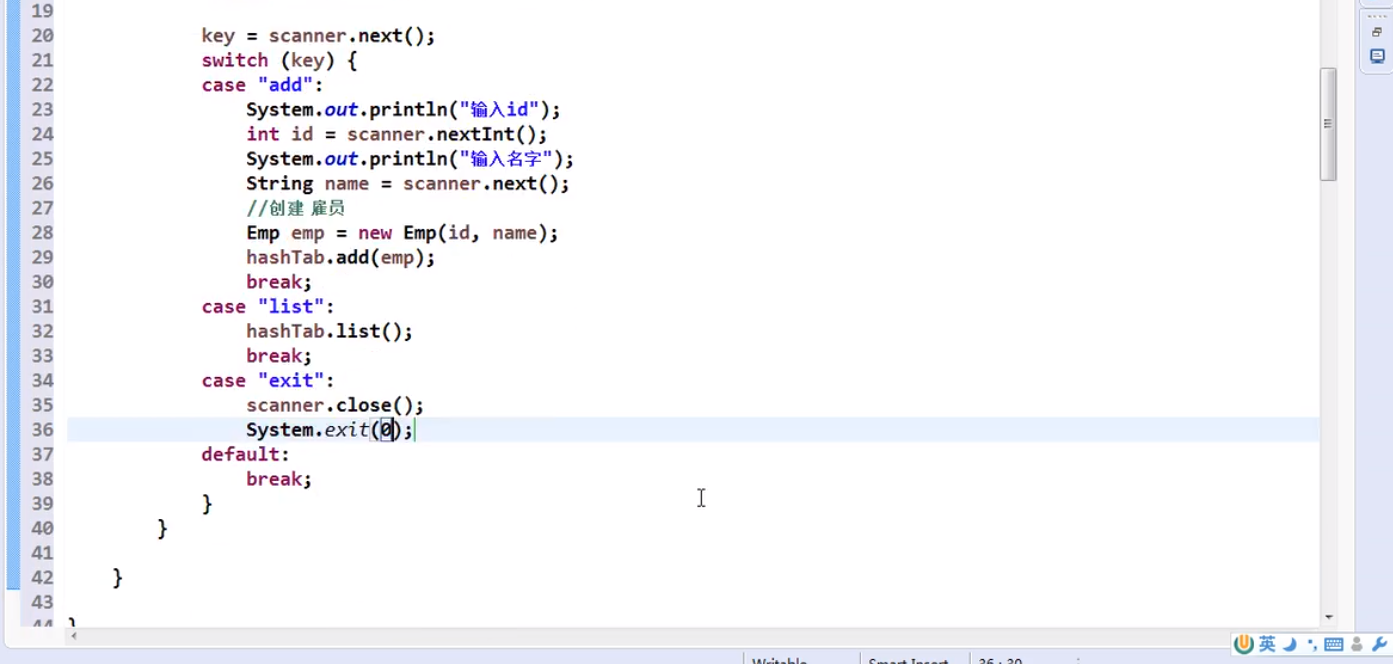 19
20 key = scanner.next();
21 switch (key) {
22 case "add":
23 System.out.println("输入id");
24 int id = scanner.nextInt();
25 System.out.println("输入名字");
26 String name = scanner.next();
27 //创建 雇员
28 Emp emp = new Emp(id, name);
29 hashTab.add(emp);
30 break;
31 case "list":
32 hashTab.list();
33 break;
34 case "exit":
35 scanner.close();
36 System.exit(0);
37 default:
38 break;
39 }
40 }
41
42 }
43
44 }
英
Writable Smart Insert 36 : 30